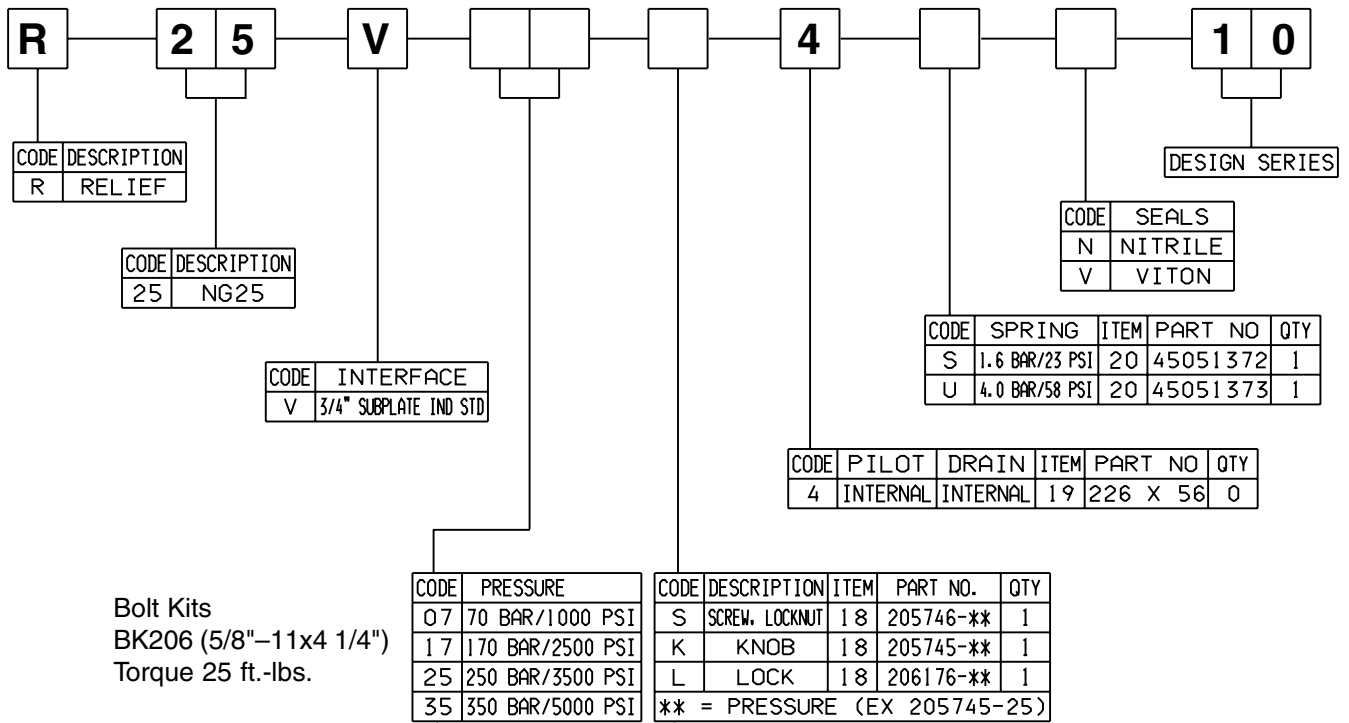 R 2 5 V 4 1 0
CODE DESCRIPTION
R RELIEF
DESIGN SERIES
CODE SEALS
N NITRILE
V VITON
CODE DESCRIPTION
25 NG25
CODE SPRING ITEM PART NO QTY
S 1.6 BAR/23 PSI 20 45051372 1
U 4.0 BAR/58 PSI 20 45051373 1
CODE INTERFACE
V 3/4" SUBPLATE IND STD
CODE PILOT DRAIN ITEM PART NO QTY
4 INTERNAL INTERNAL 19 226 X 56 0
Bolt Kits
BK206 (5/8"–11x4 1/4")
Torque 25 ft.-lbs.
CODE PRESSURE
07 70 BAR/1000 PSI
17 170 BAR/2500 PSI
25 250 BAR/3500 PSI
35 350 BAR/5000 PSI
CODE DESCRIPTION ITEM PART NO. QTY
S SCREW, LOCKNUT 18 205746-** 1
K KNOB 18 205745-** 1
L LOCK 18 206176-** 1
** = PRESSURE (EX 205745-25)